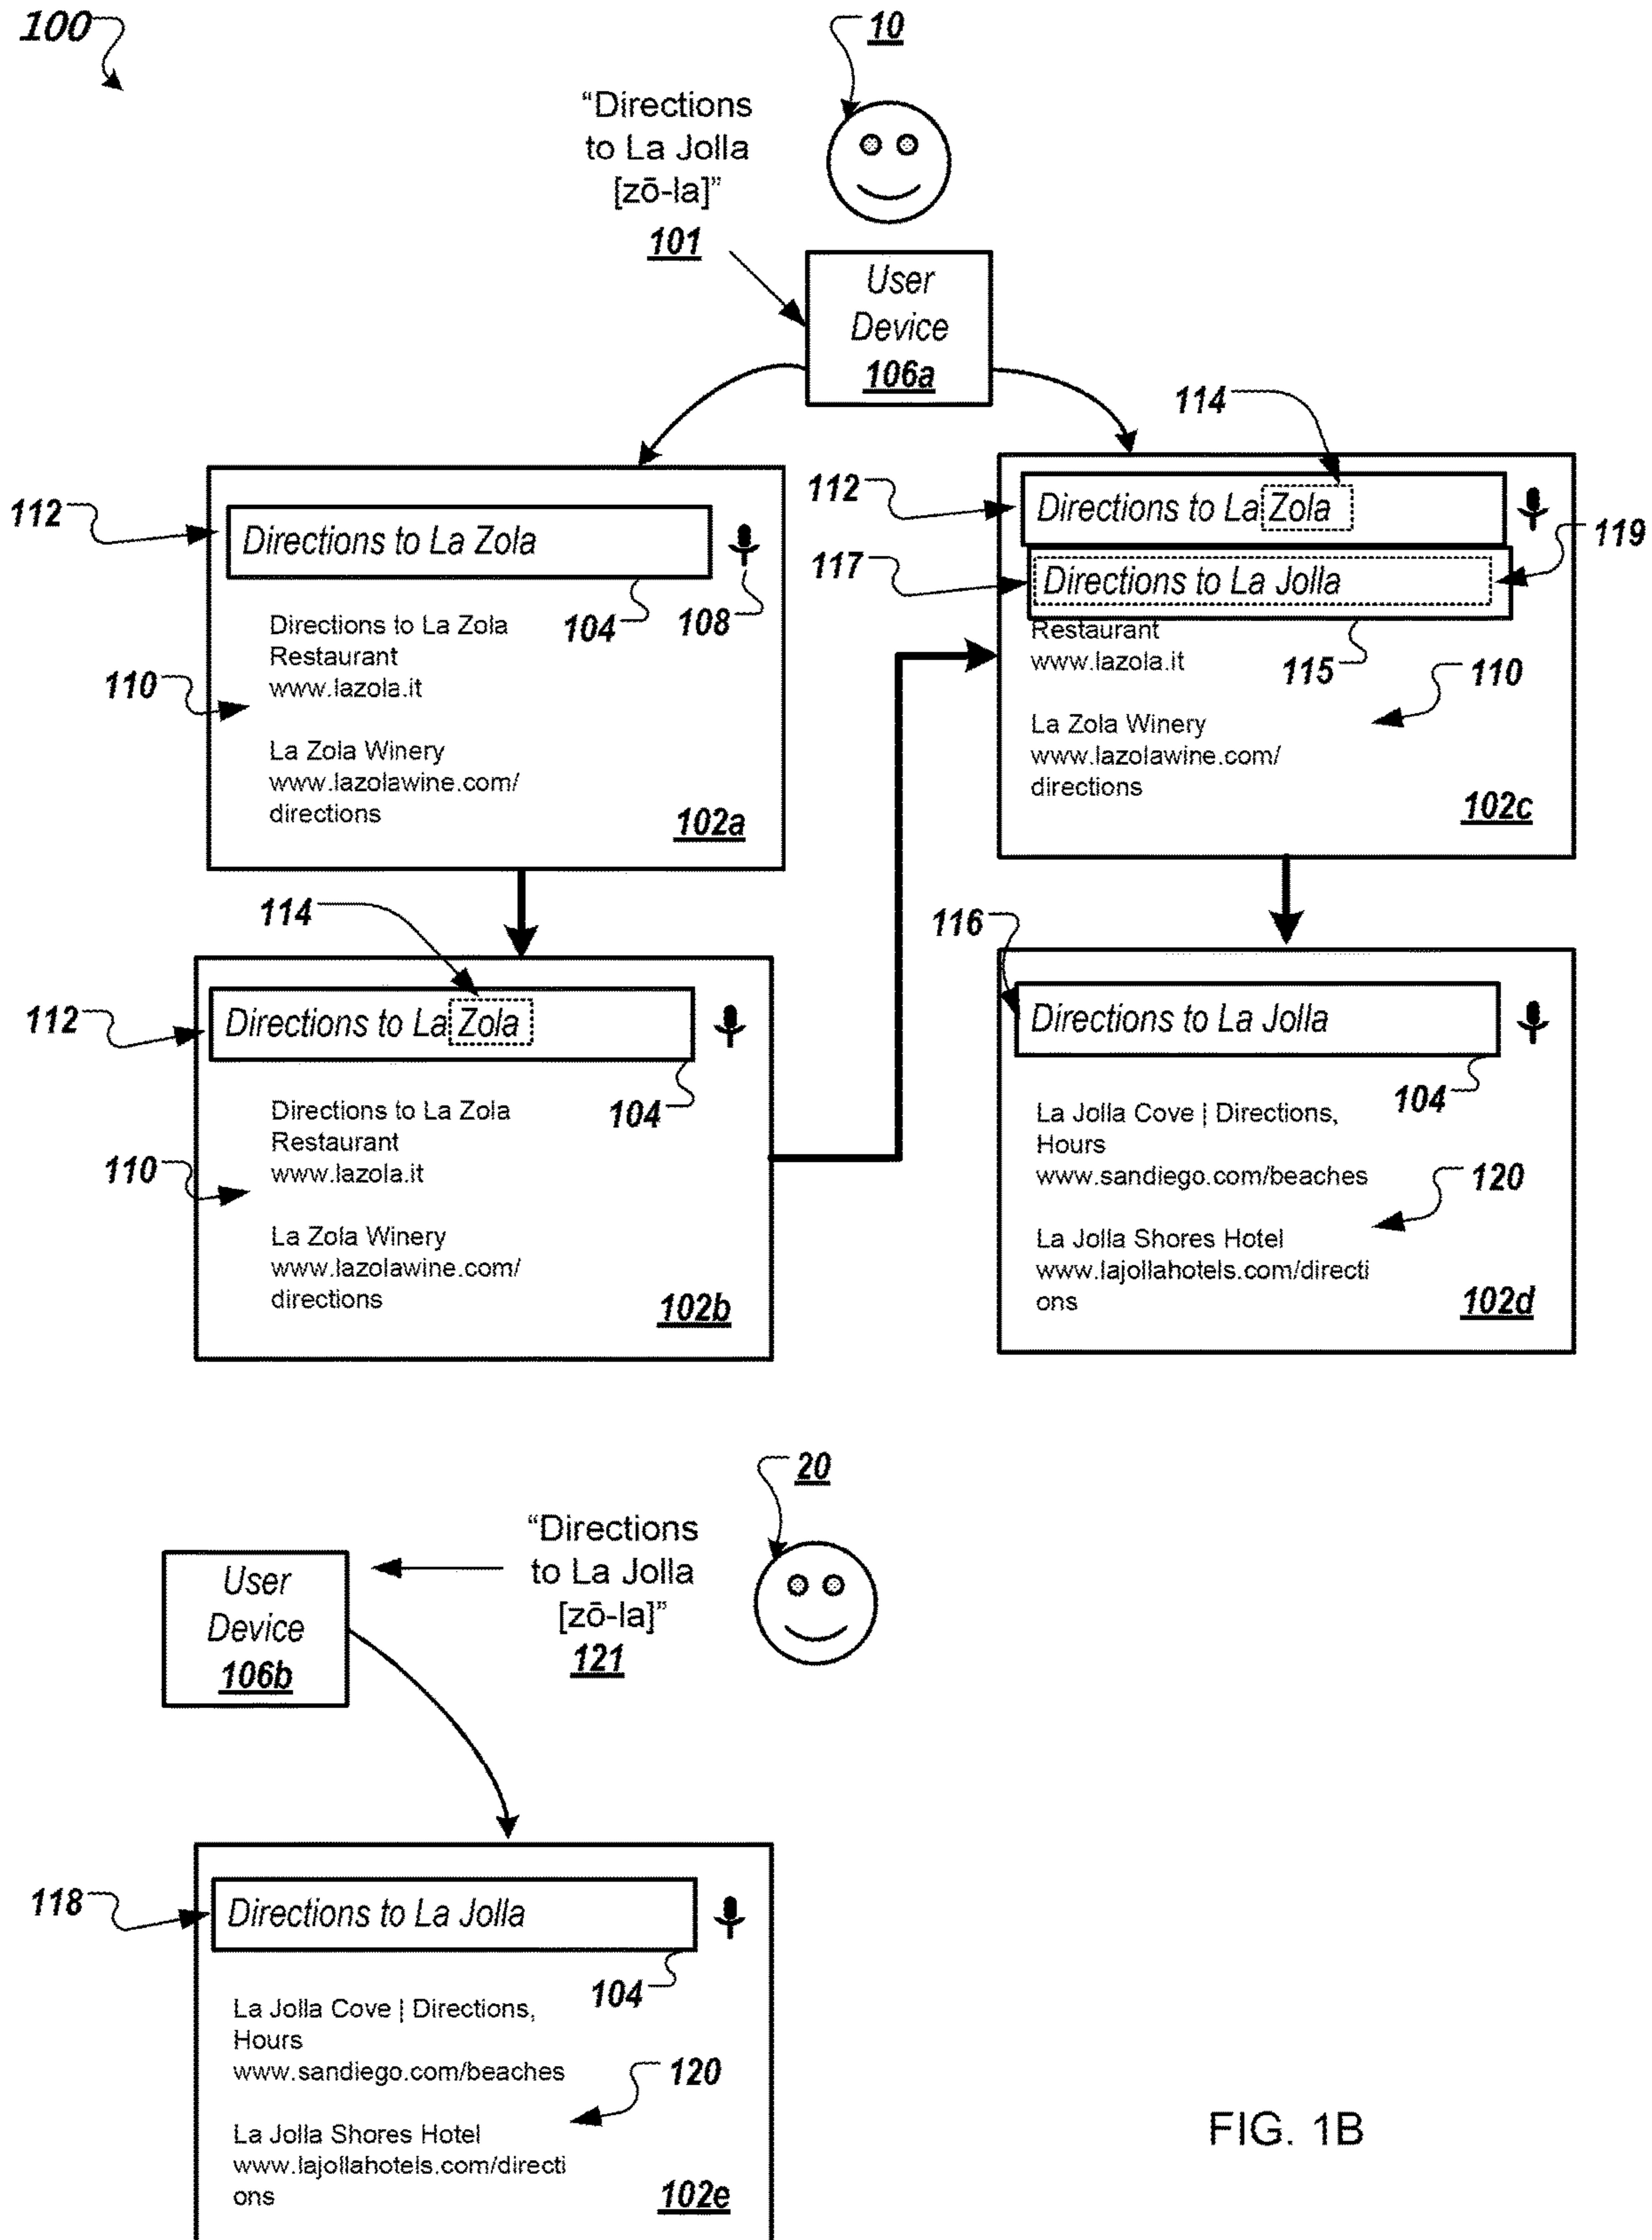 100
10
“Directions
to La Jolla
[zō-la]”
101
User
Device
106a
114
112
Directions to La Zola
104
108
Directions to La Zola
Restaurant
www.lazola.it
110
La Zola Winery
www.lazolawine.com/
directions
102a
112
Directions to La Zola
119
117
Directions to La Jolla
115
Restaurant
www.lazola.it
110
La Zola Winery
www.lazolawine.com/
directions
102c
114
112
Directions to La Zola
104
Directions to La Zola
Restaurant
www.lazola.it
110
La Zola Winery
www.lazolawine.com/
directions
102b
116
Directions to La Jolla
104
La Jolla Cove | Directions,
Hours
www.sandiego.com/beaches
120
La Jolla Shores Hotel
www.lajollahotels.com/directi
ons
102d
20
“Directions
to La Jolla
[zō-la]”
121
User
Device
106b
118
Directions to La Jolla
104
La Jolla Cove | Directions,
Hours
www.sandiego.com/beaches
120
La Jolla Shores Hotel
www.lajollahotels.com/directi
ons
102e
FIG. 1B